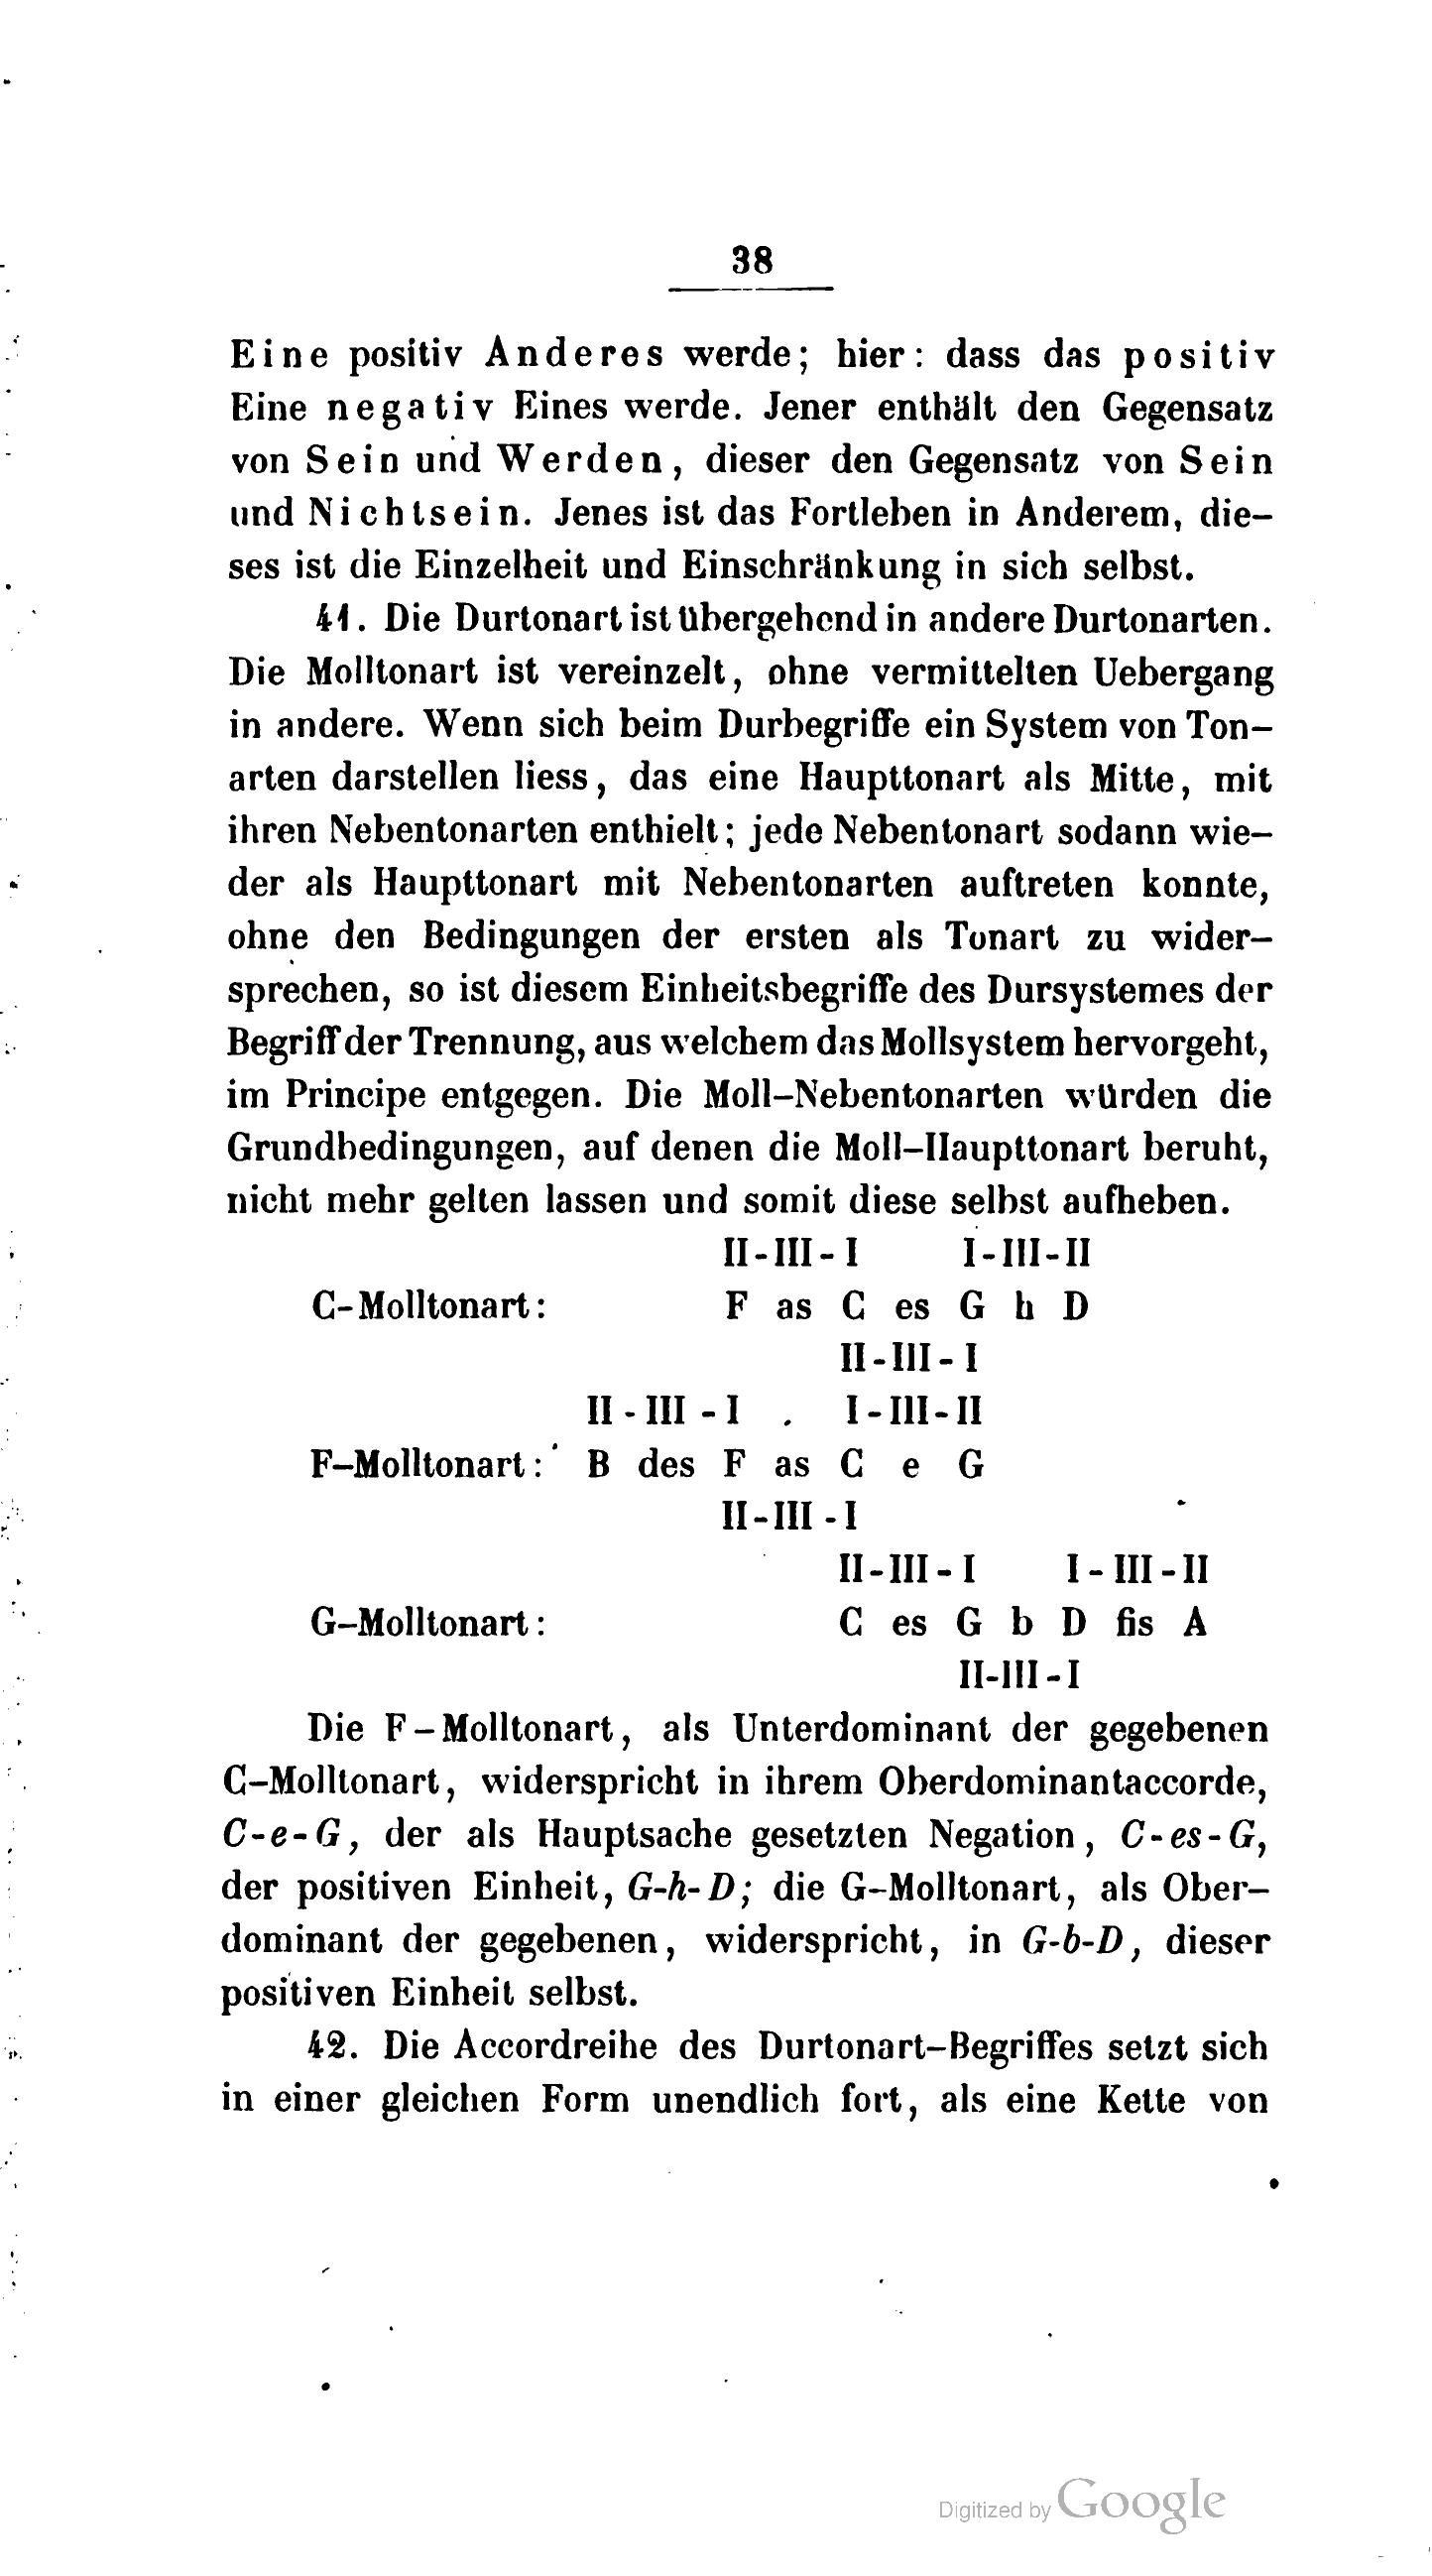 38
Eine positiv Anderes werde; hier: dass das positiv
Eine negativ Eines werde. Jener enthält den Gegensatz
von Sein und Werden, dieser den Gegensatz von Sein
und Nichtsein. Jenes ist das Fortleben in Anderem, die-
ses ist die Einzelheit und Einschränkung in sich selbst.
41. Die Durtonart ist übergehend in andere Durtonarten.
Die Molltonart ist vereinzelt, ohne vermittelten Uebergang
in andere. Wenn sich beim Durbegriffe ein System von Ton-
arten darstellen liess, das eine Haupttonart als Mitte, mit
ihren Nebentonarten enthielt; jede Nebentonart sodann wie-
der als Haupttonart mit Nebentonarten auftreten konnte,
ohne den Bedingungen der ersten als Tonart zu wider-
sprechen, so ist diesem Einheitsbegriffe des Dursystemes der
Begriff der Trennung, aus welchem das Mollsystem hervorgeht,
im Principe entgegen. Die Moll-Nebentonarten würden die
Grundbedingungen, auf denen die Moll-Haupttonart beruht,
nicht mehr gelten lassen und somit diese selbst aufheben.
II-III-I I-III-II
C-Molltonart: F as C es G h D
II-III-I
II-III-I I-III-II
F-Molltonart: B des F as C e G
II-III-I
II-III-I I-III-II
G-Molltonart: C es G b D fis A
II-III-I
Die F-Molltonart, als Unterdominant der gegebenen
C-Molltonart, widerspricht in ihrem Oberdominantaccorde,
C-e-G, der als Hauptsache gesetzten Negation, C-es-G,
der positiven Einheit, G-h-D; die G-Molltonart, als Ober-
dominant der gegebenen, widerspricht, in G-b-D, dieser
positiven Einheit selbst.
42. Die Accordreihe des Durtonart-Begriffes setzt sich
in einer gleichen Form unendlich fort, als eine Kette von
Digitized by Google